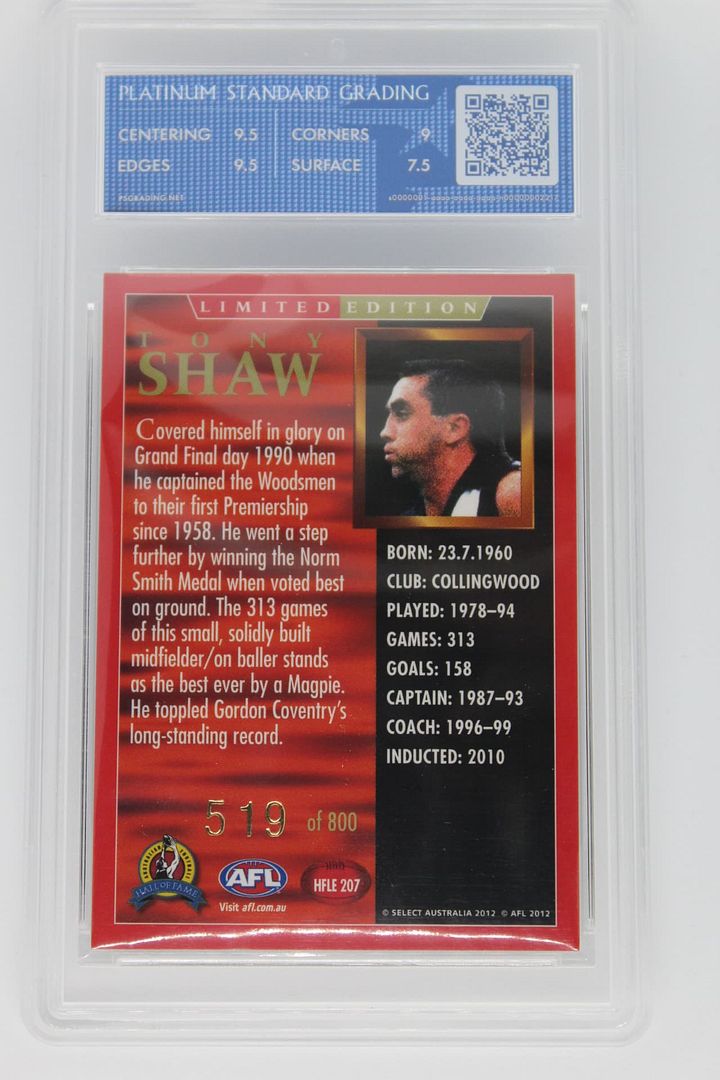 PLATINUM STANDARD GRADING
CENTERING 9.5 CORNERS 9
EDGES 9.5 SURFACE 7.5
PSGRADING.NET
LIMITED EDITION
TONY
SHAW
Covered himself in glory on
Grand Final day 1990 when
he captained the Woodsmen
to their first Premiership
since 1958. He went a step
further by winning the Norm
Smith Medal when voted best
on ground. The 313 games
of this small, solidly built
midfielder/on baller stands
as the best ever by a Magpie.
He toppled Gordon Coventry's
long-standing record.
BORN: 23.7.1960
CLUB: COLLINGWOOD
PLAYED: 1978–94
GAMES: 313
GOALS: 158
CAPTAIN: 1987–93
COACH: 1996–99
INDUCTED: 2010
519 of 800
AUSTRALIAN FOOTBALL
HALL OF FAME
AFL
Visit afl.com.au
HFLE 207
© SELECT AUSTRALIA 2012 © AFL 2012